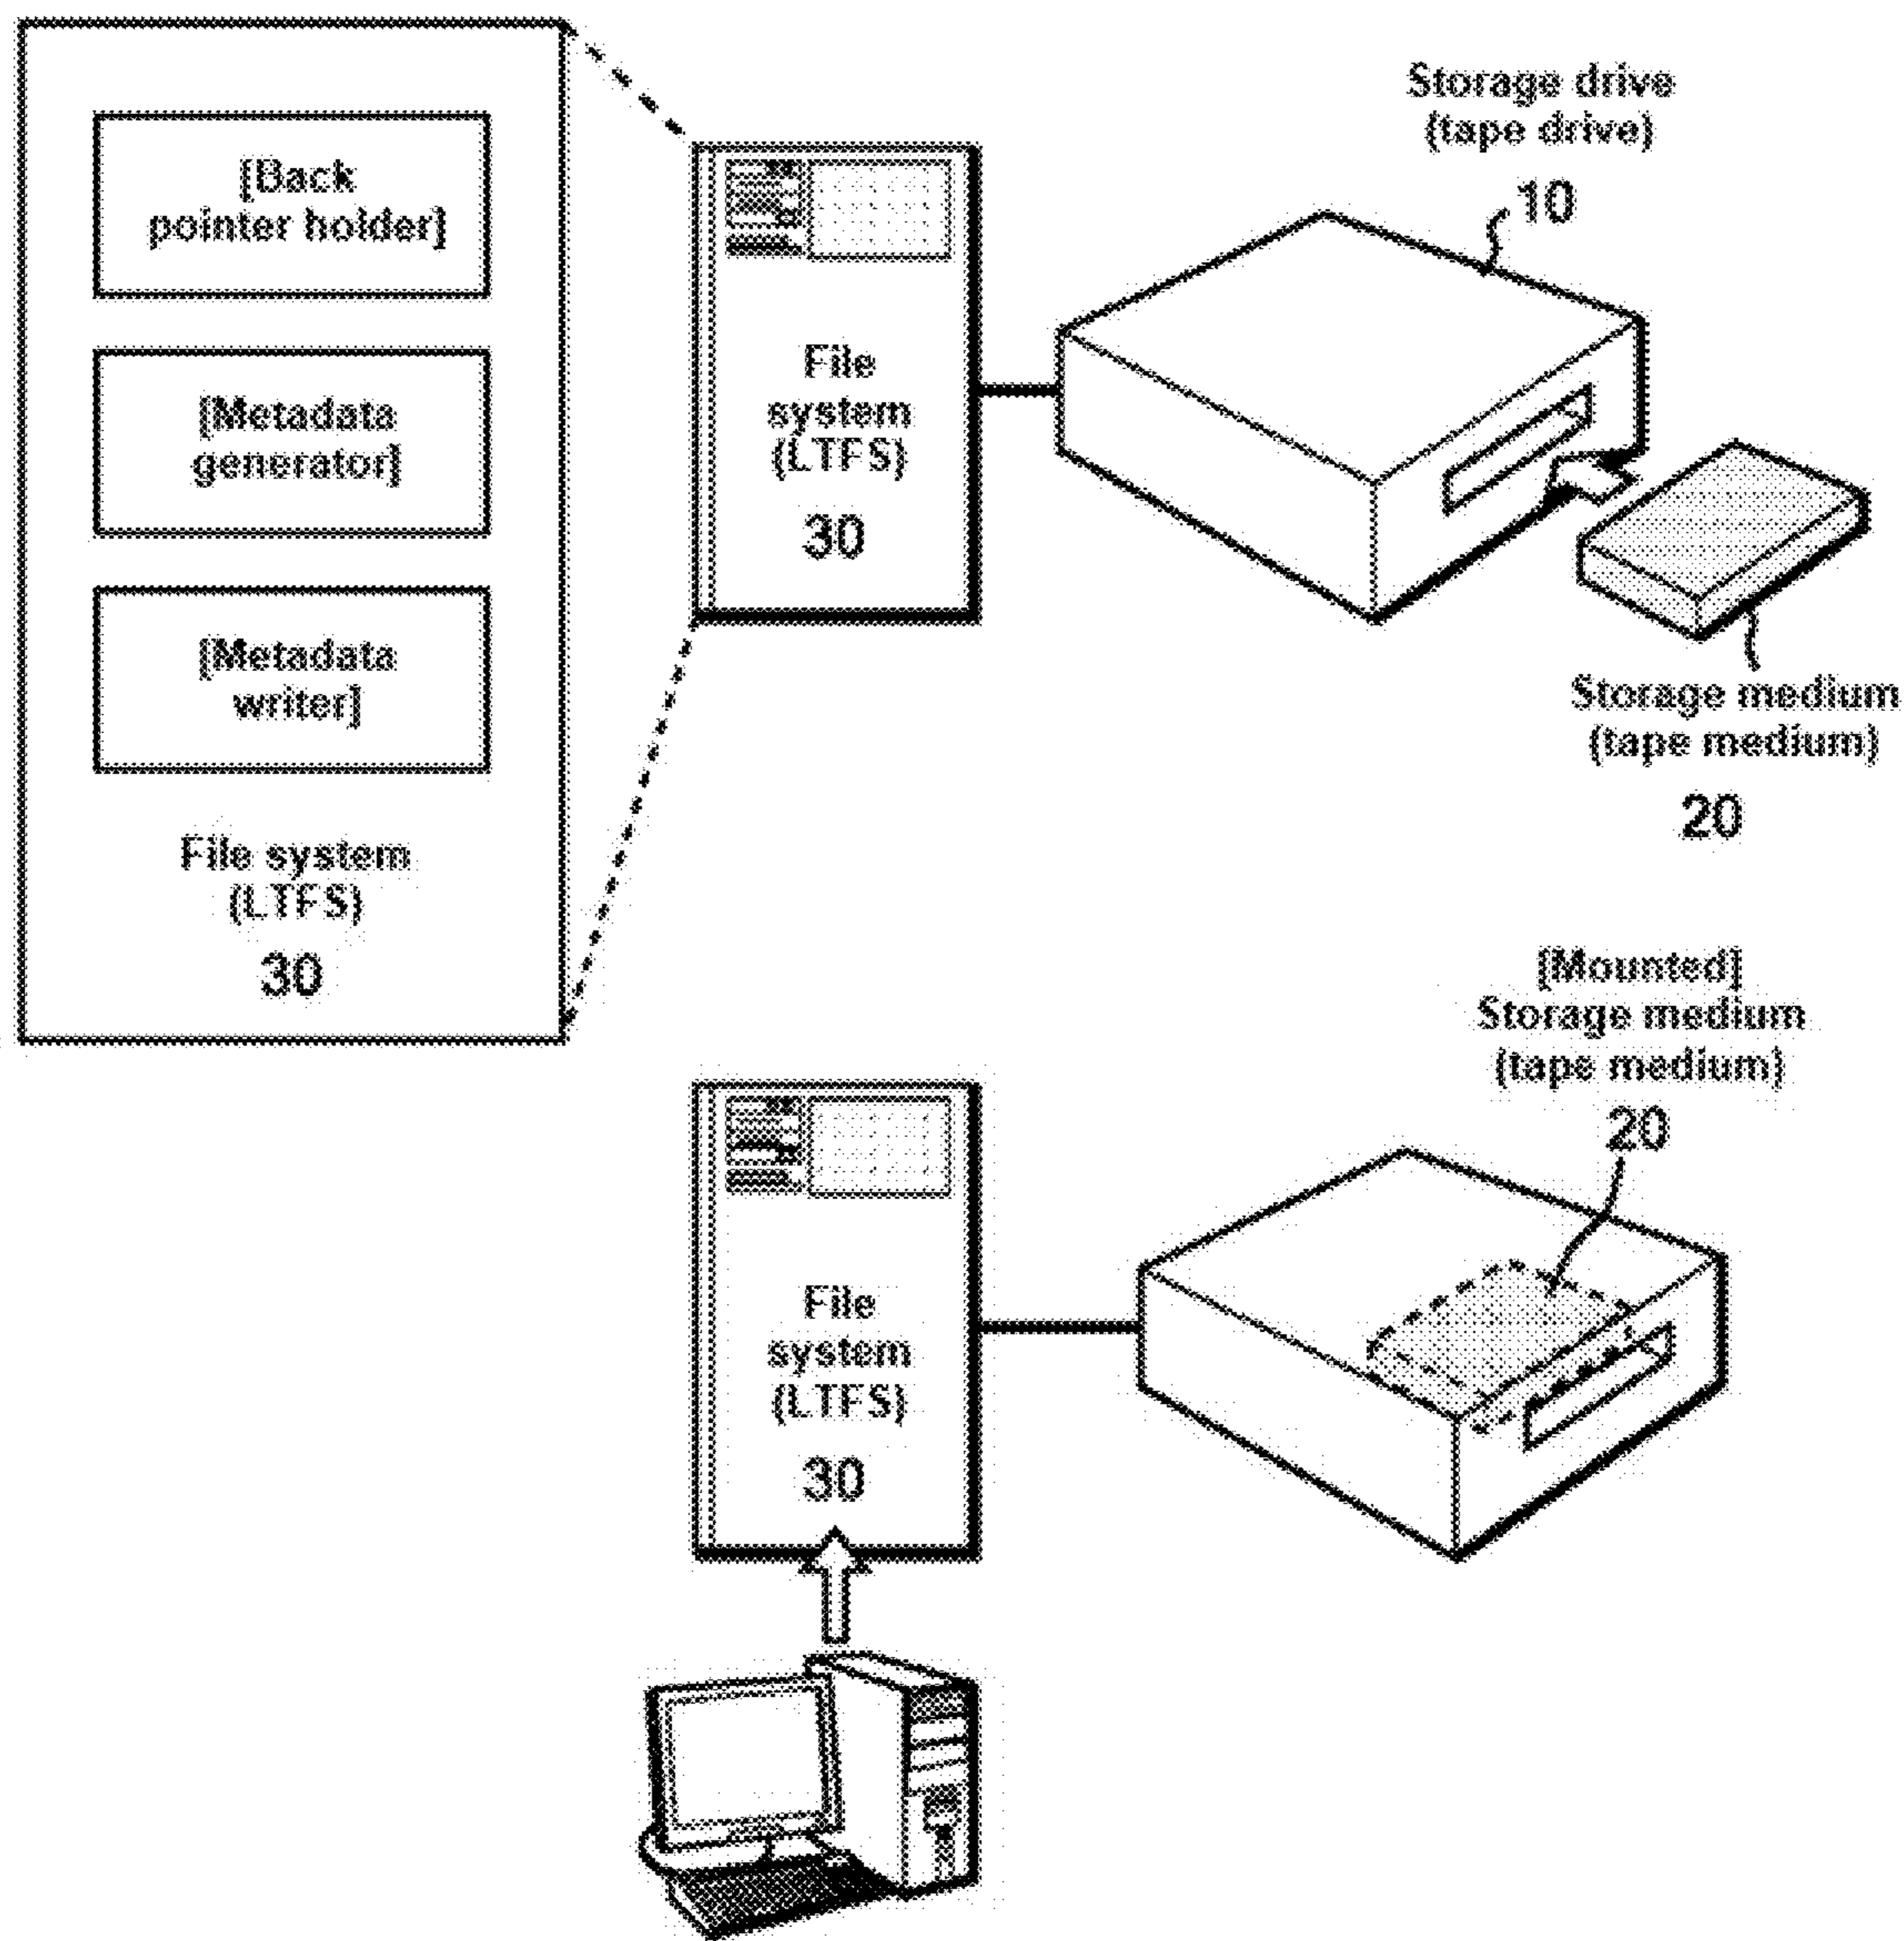 [Back
pointer holder]
[Metadata
generator]
[Metadata
writer]
File system
(LTFS)
30
File
system
(LTFS)
30
Storage drive
(tape drive)
10
Storage medium
(tape medium)
20
[Mounted]
Storage medium
(tape medium)
20
File
system
(LTFS)
30